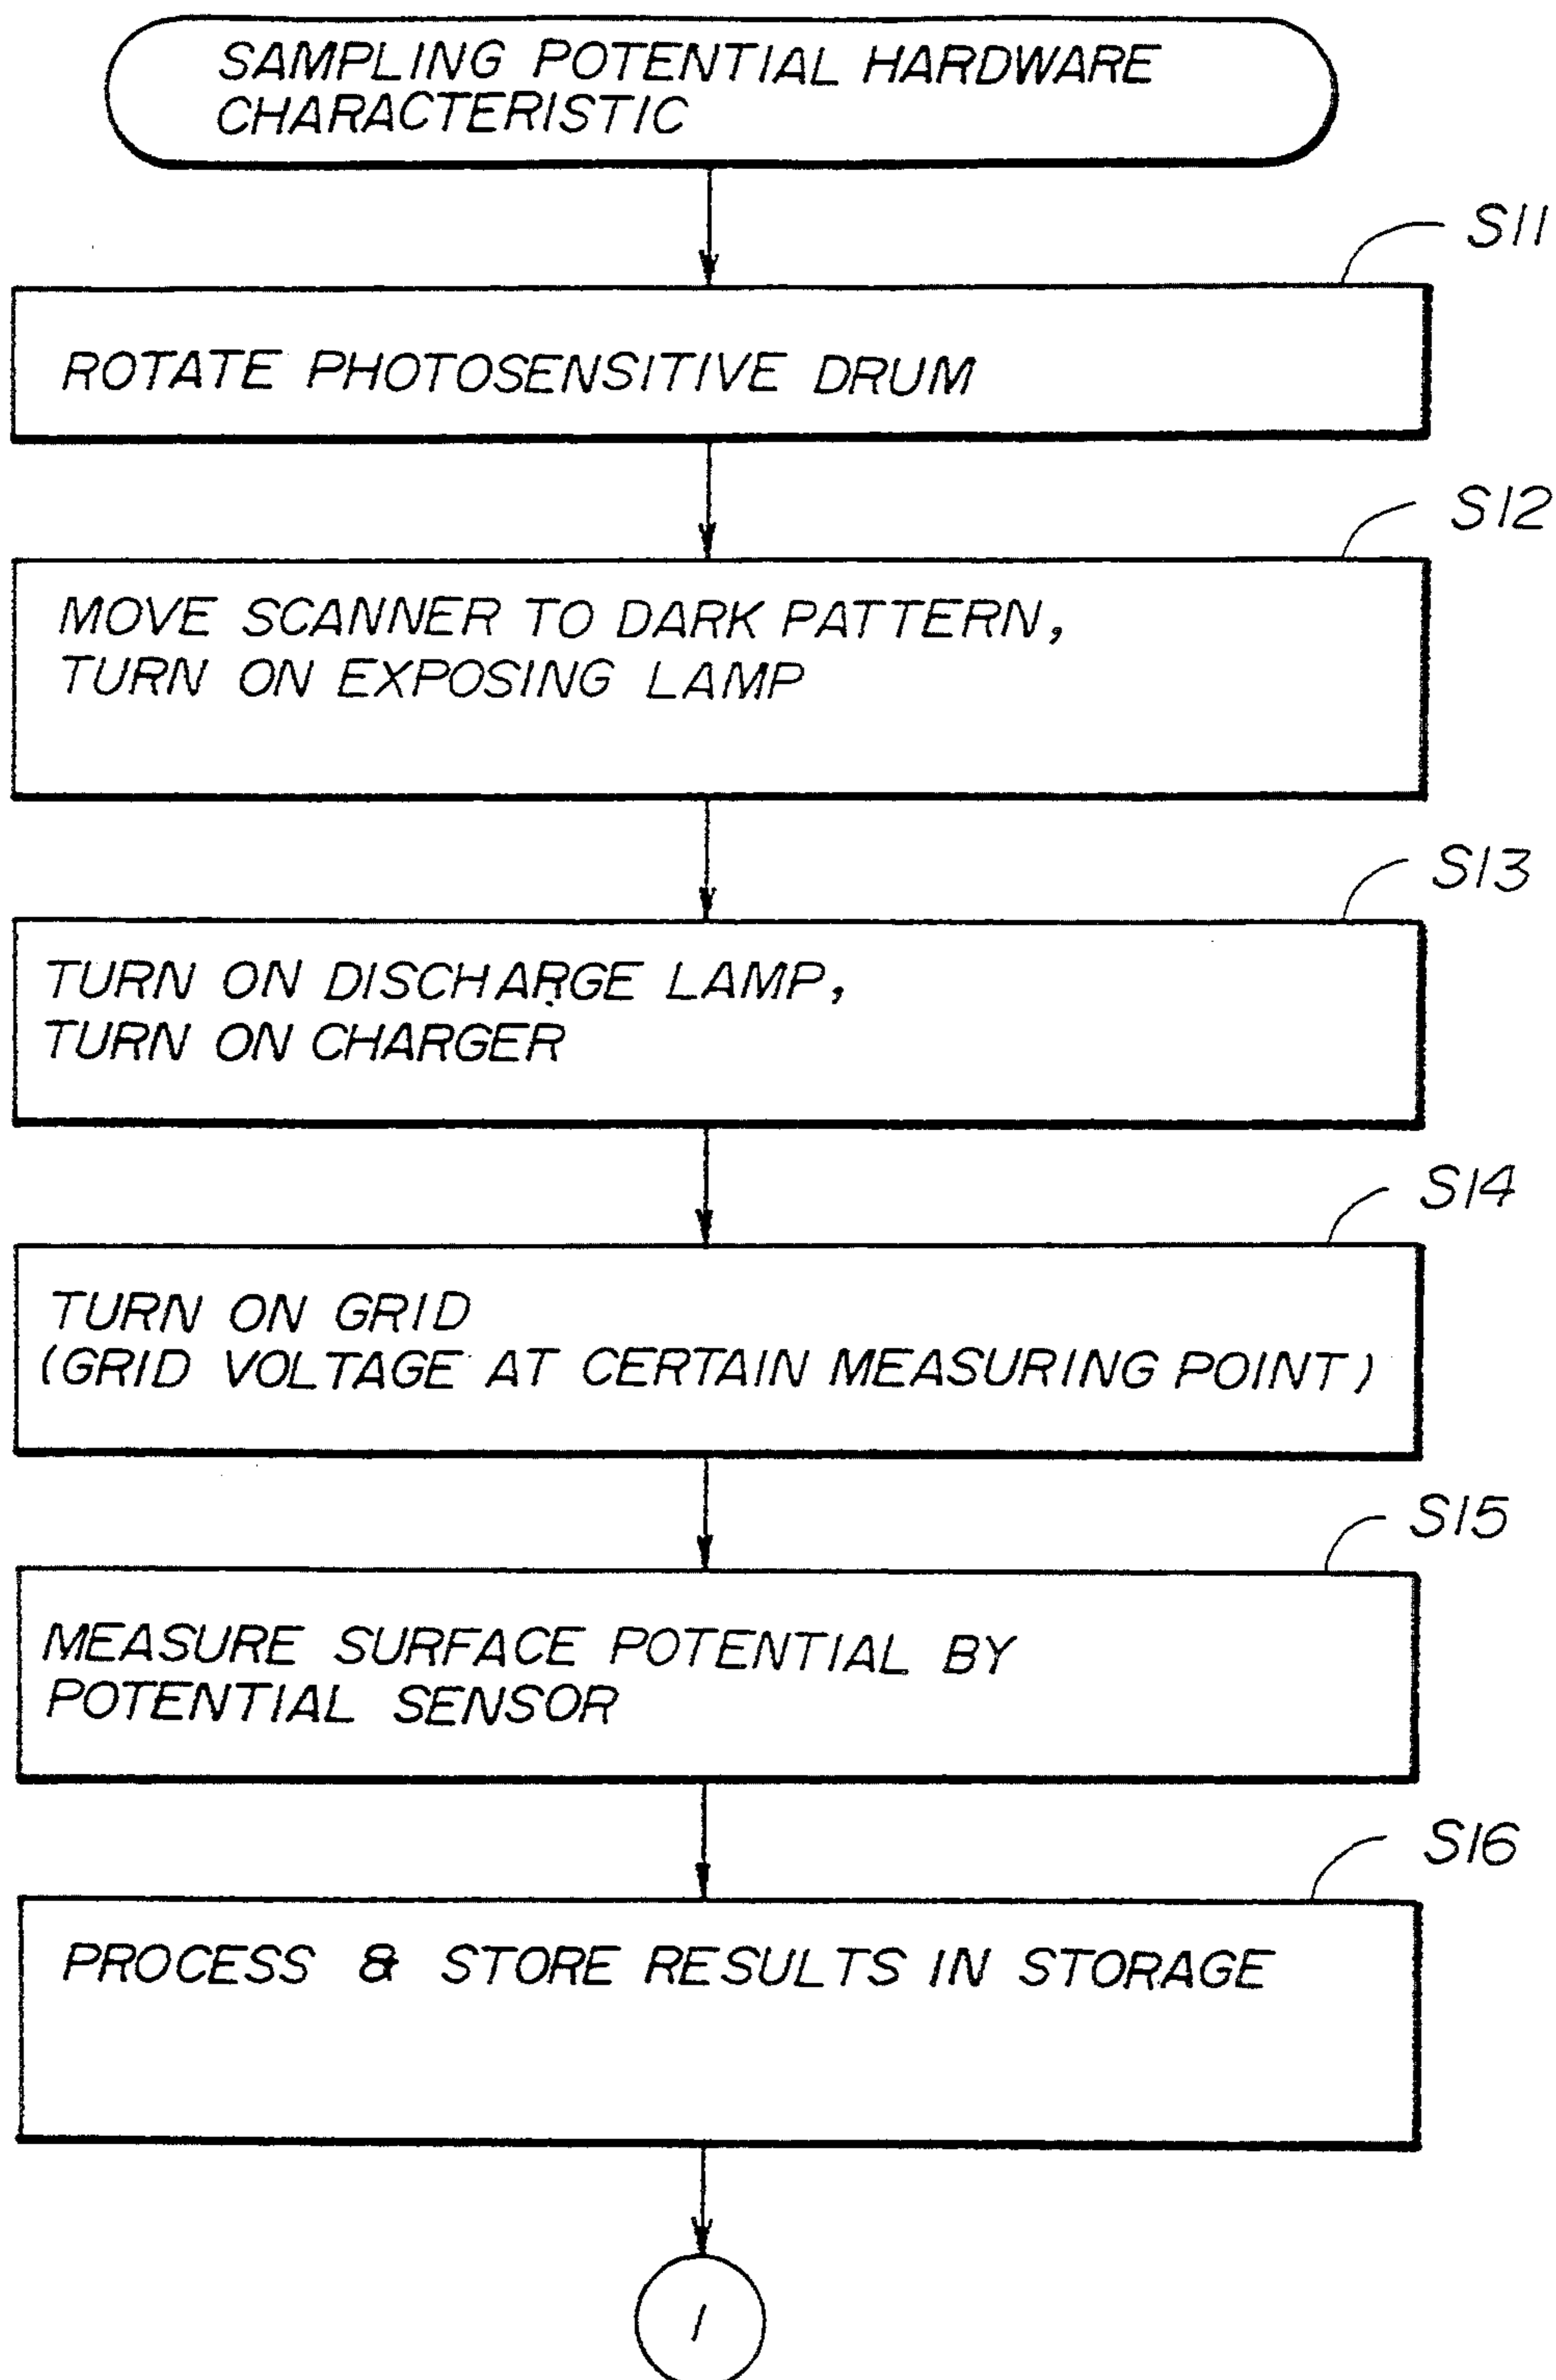 SAMPLING POTENTIAL HARDWARE
CHARACTERISTIC
S11
ROTATE PHOTOSENSITIVE DRUM
S12
MOVE SCANNER TO DARK PATTERN,
TURN ON EXPOSING LAMP
S13
TURN ON DISCHARGE LAMP,
TURN ON CHARGER
S14
TURN ON GRID
(GRID VOLTAGE AT CERTAIN MEASURING POINT)
S15
MEASURE SURFACE POTENTIAL BY
POTENTIAL SENSOR
S16
PROCESS & STORE RESULTS IN STORAGE
1